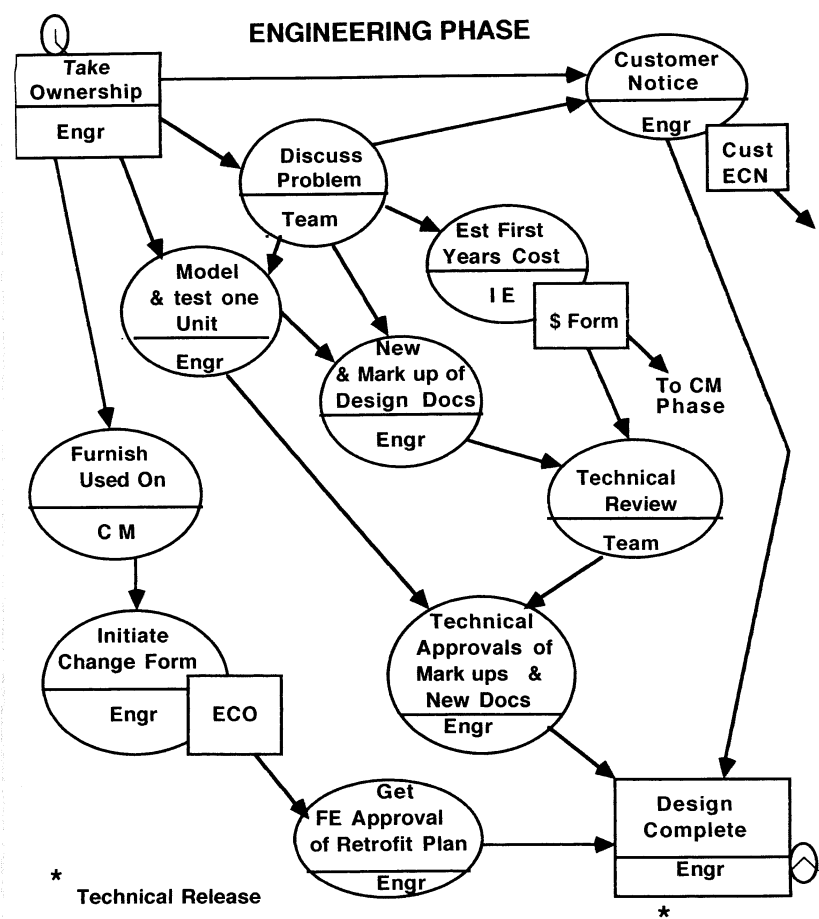 ENGINEERING PHASE
Take
Ownership
Engr
Customer
Notice
Engr
Cust
ECN
Discuss
Problem
Team
Est First
Years Cost
I E
$ Form
To CM
Phase
Model
& test one
Unit
Engr
New
& Mark up of
Design Docs
Engr
Furnish
Used On
C M
Technical
Review
Team
Initiate
Change Form
Engr
ECO
Technical
Approvals of
Mark ups &
New Docs
Engr
Get
FE Approval
of Retrofit Plan
Engr
Design
Complete
Engr
*
* Technical Release